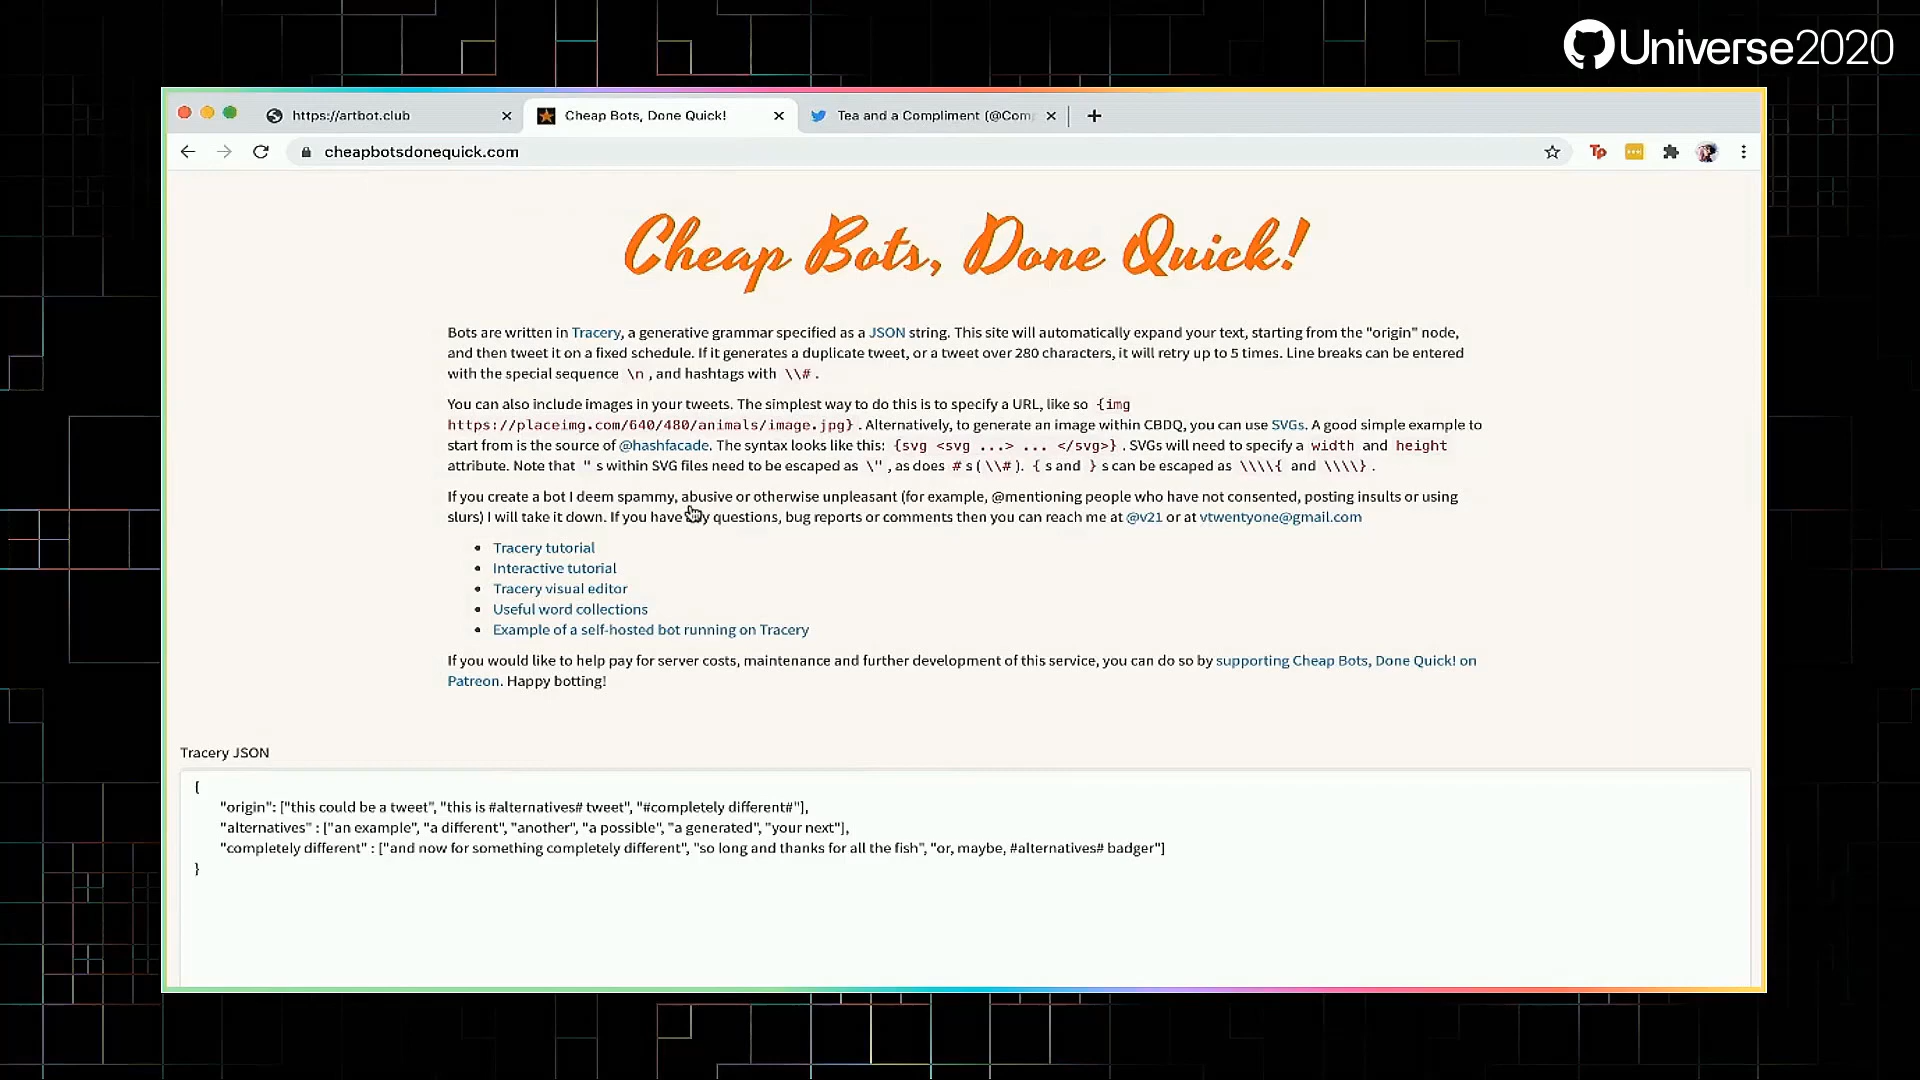 Universe2020
https://artbot.club
Cheap Bots, Done Quick!
Tea and a Compliment (@Com
cheapbotsdonequick.com
Tp
Cheap Bots, Done Quick!
Bots are written in Tracery, a generative grammar specified as a JSON string. This site will automatically expand your text, starting from the "origin" node,
and then tweet it on a fixed schedule. If it generates a duplicate tweet, or a tweet over 280 characters, it will retry up to 5 times. Line breaks can be entered
with the special sequence \n , and hashtags with \\# .
You can also include images in your tweets. The simplest way to do this is to specify a URL, like so {img
https://placeimg.com/640/480/animals/image.jpg} . Alternatively, to generate an image within CBDQ, you can use SVGs. A good simple example to
start from is the source of @hashfacade. The syntax looks like this: {svg <svg ...> ... </svg>} . SVGs will need to specify a width and height
attribute. Note that " s within SVG files need to be escaped as \" , as does # s ( \\# ). { s and } s can be escaped as \\\\{ and \\\\} .
If you create a bot I deem spammy, abusive or otherwise unpleasant (for example, @mentioning people who have not consented, posting insults or using
slurs) I will take it down. If you have questions, bug reports or comments then you can reach me at @v21 or at vtwentyone@gmail.com
Tracery tutorial
Interactive tutorial
Tracery visual editor
Useful word collections
Example of a self-hosted bot running on Tracery
If you would like to help pay for server costs, maintenance and further development of this service, you can do so by supporting Cheap Bots, Done Quick! on
Patreon. Happy botting!
Tracery JSON
{
"origin": ["this could be a tweet", "this is #alternatives# tweet", "#completely different#"],
"alternatives" : ["an example", "a different", "another", "a possible", "a generated", "your next"],
"completely different" : ["and now for something completely different", "so long and thanks for all the fish", "or, maybe, #alternatives# badger"]
}